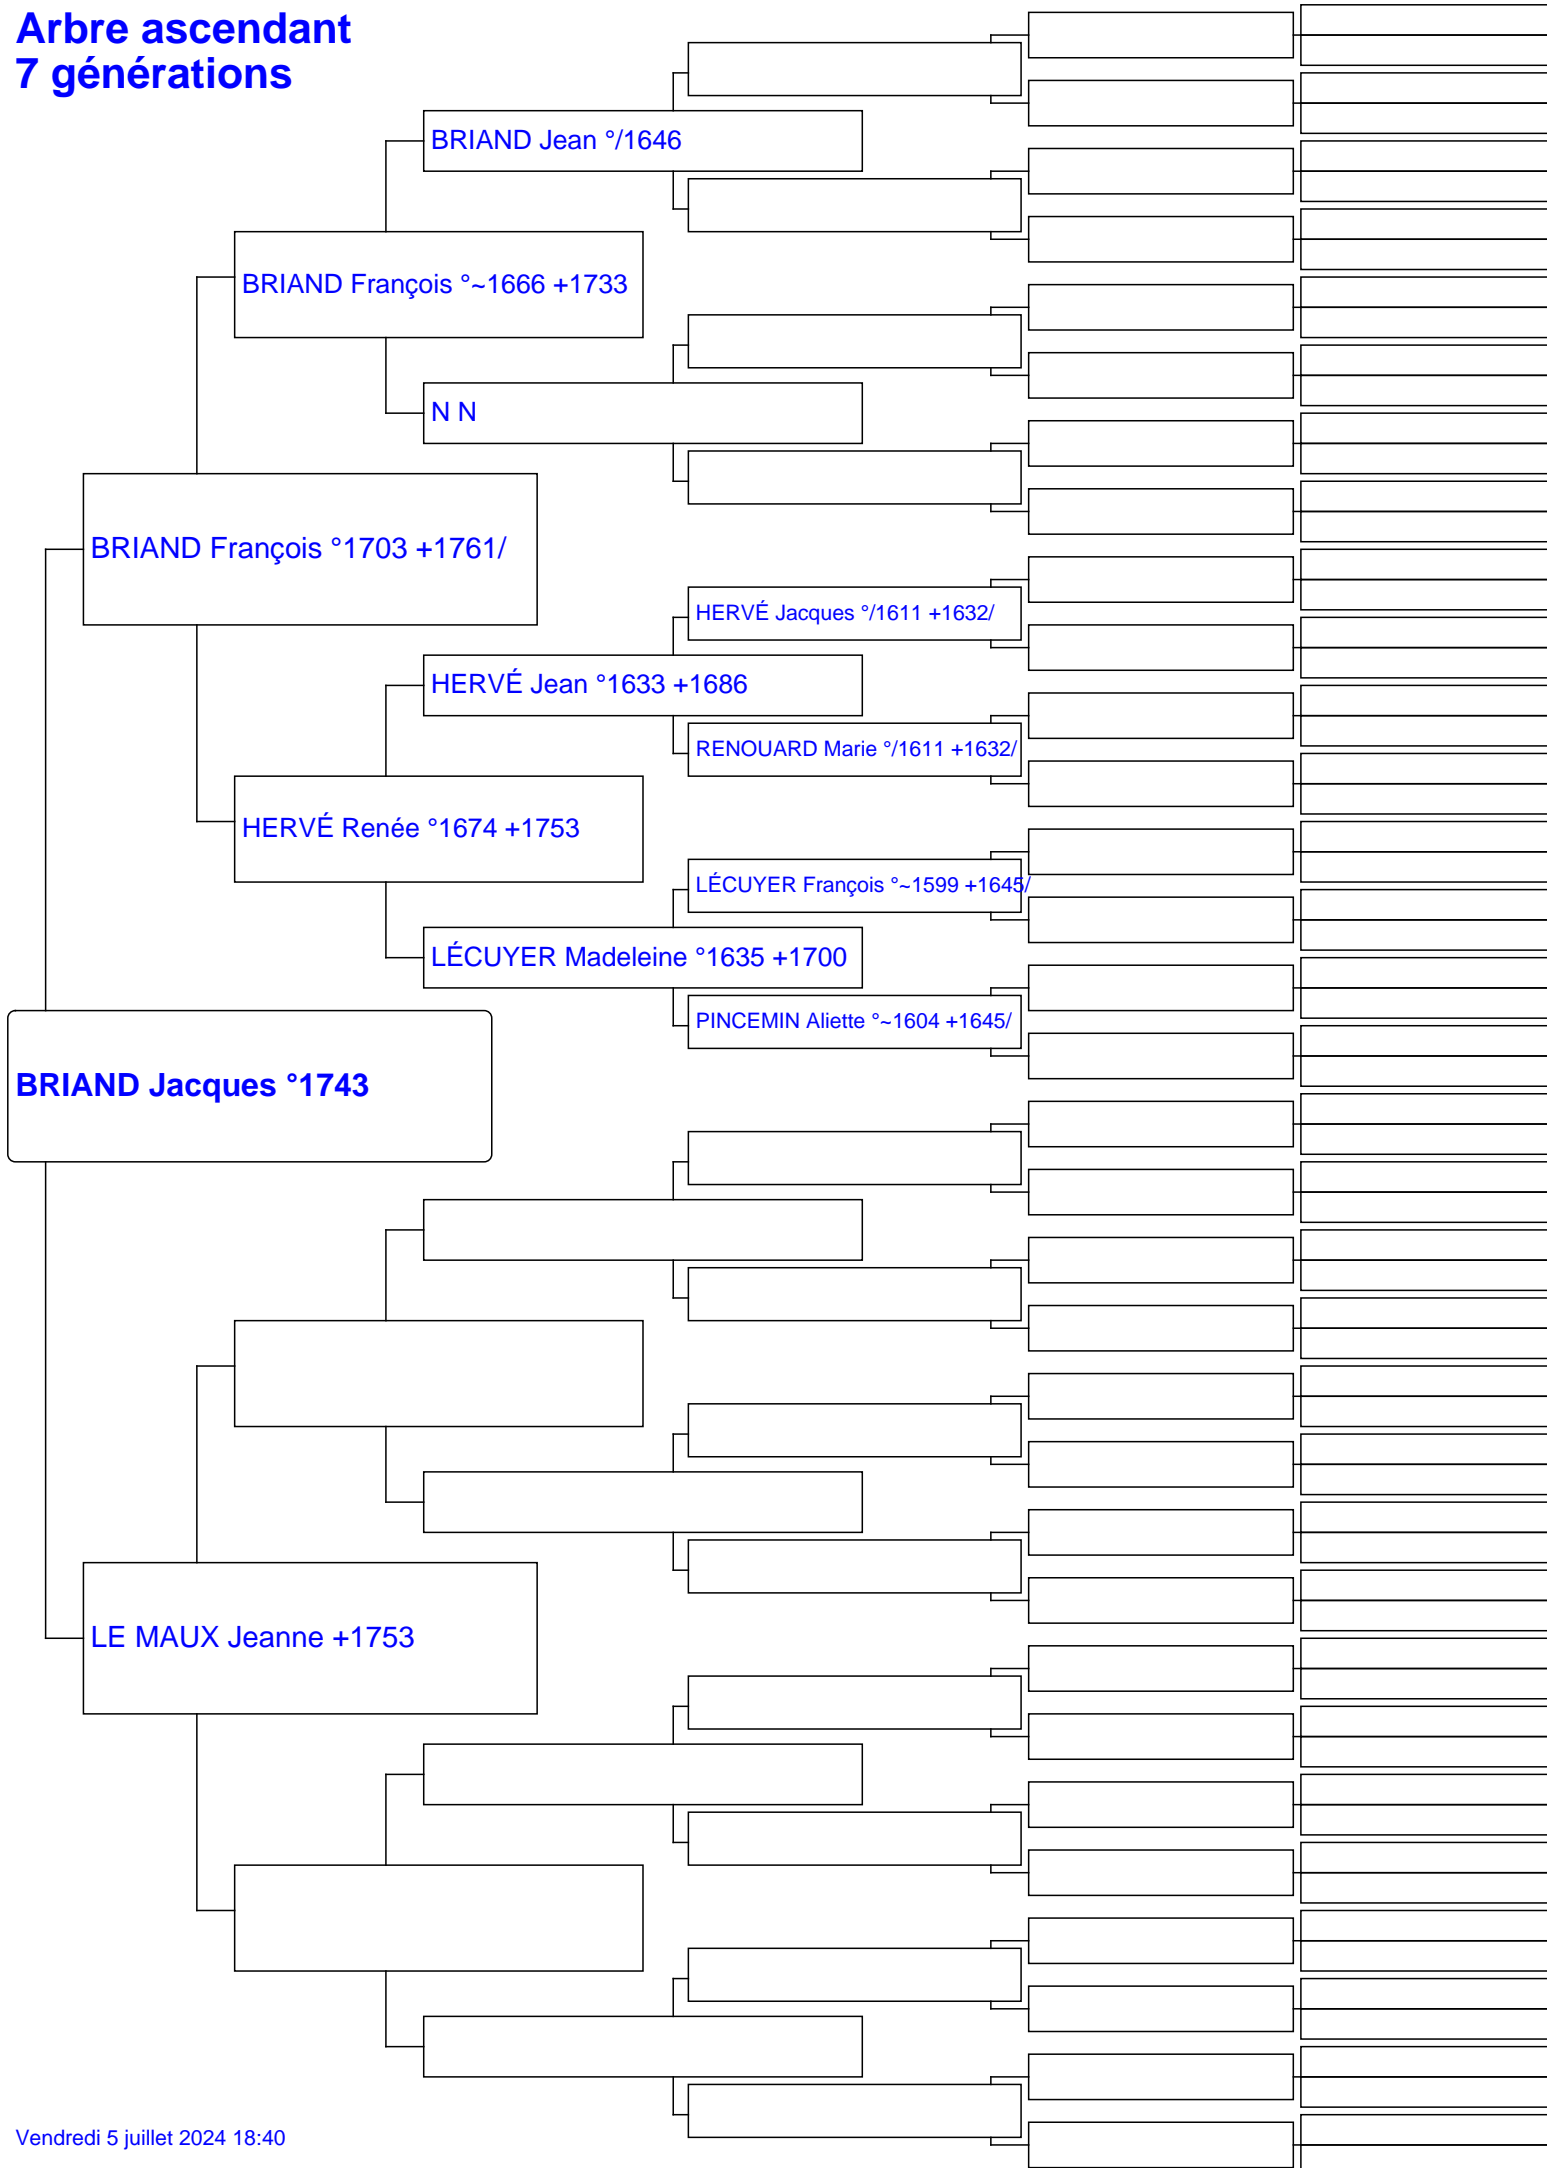 Arbre ascendant
7 générations
BRIAND Jean °/1646
BRIAND François °~1666 +1733
N N
BRIAND François °1703 +1761/
HERVÉ Jacques °/1611 +1632/
HERVÉ Jean °1633 +1686
RENOUARD Marie °/1611 +1632/
HERVÉ Renée °1674 +1753
LÉCUYER François °~1599 +1645/
LÉCUYER Madeleine °1635 +1700
PINCEMIN Aliette °~1604 +1645/
BRIAND Jacques °1743
LE MAUX Jeanne +1753
Vendredi 5 juillet 2024 18:40